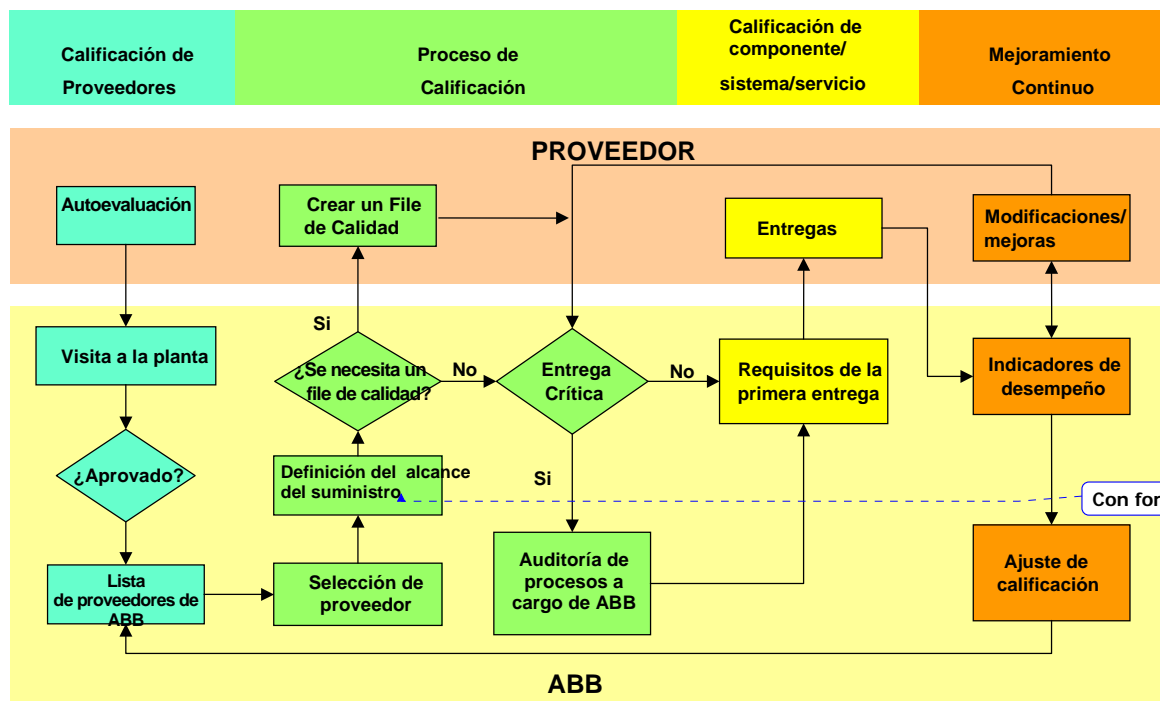 Calificación de
Proveedores
Proceso de
Calificación
Calificación de
componente/
sistema/servicio
Mejoramiento
Continuo
PROVEEDOR
Autoevaluación
Crear un File
de Calidad
Entregas
Modificaciones/
mejoras
Si
Visita a la planta
¿Se necesita un
file de calidad?
No
Entrega
Crítica
No
Requisitos de la
primera entrega
Indicadores de
desempeño
¿Aprovado?
Definición del alcance
del suministro
Si
Con for
Lista
de proveedores de
ABB
Selección de
proveedor
Auditoría de
procesos a
cargo de ABB
Ajuste de
calificación
ABB